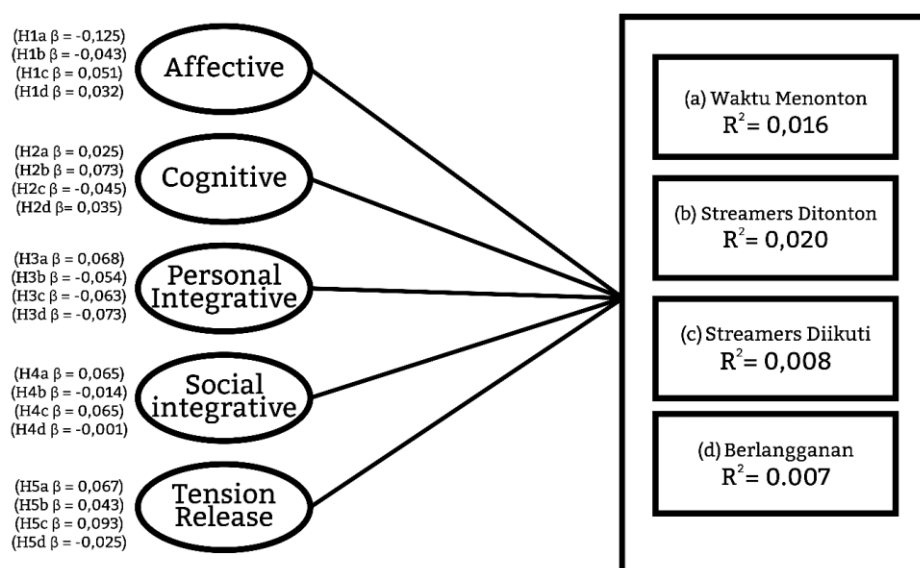 (H1a β = -0,125)
(H1b β = -0,043)
(H1c β = 0,051)
(H1d β = 0,032)
Affective
(H2a β = 0,025)
(H2b β = 0,073)
(H2c β = -0,045)
(H2d β= 0,035)
Cognitive
(H3a β = 0,068)
(H3b β = -0,054)
(H3c β = -0,063)
(H3d β = -0,073)
Personal
Integrative
(H4a β = 0,065)
(H4b β = -0,014)
(H4c β = 0,065)
(H4d β = -0,001)
Social
integrative
(H5a β = 0,067)
(H5b β = 0,043)
(H5c β = 0,093)
(H5d β = -0,025)
Tension
Release
(a) Waktu Menonton
R²= 0,016
(b) Streamers Ditonton
R²= 0,020
(c) Streamers Diikuti
R²= 0,008
(d) Berlangganan
R²= 0.007